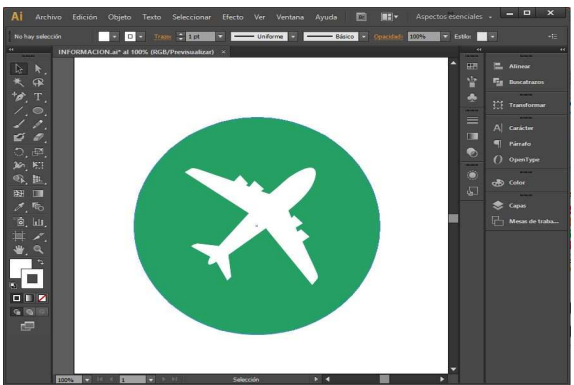 Ai Archivo Edición Objeto Texto Seleccionar Efecto Ver Ventana Ayuda Br Aspectos esenciales
No hay selección Trazo: 1 pt Uniforme Básico Opacidad: 100% Estilo:
INFORMACION.ai* al 100% (RGB/Previsualizar) ×
Alinear
Buscatrazos
Transformar
Carácter
Párrafo
OpenType
Color
Capas
Mesas de traba...
100% 1 Selección